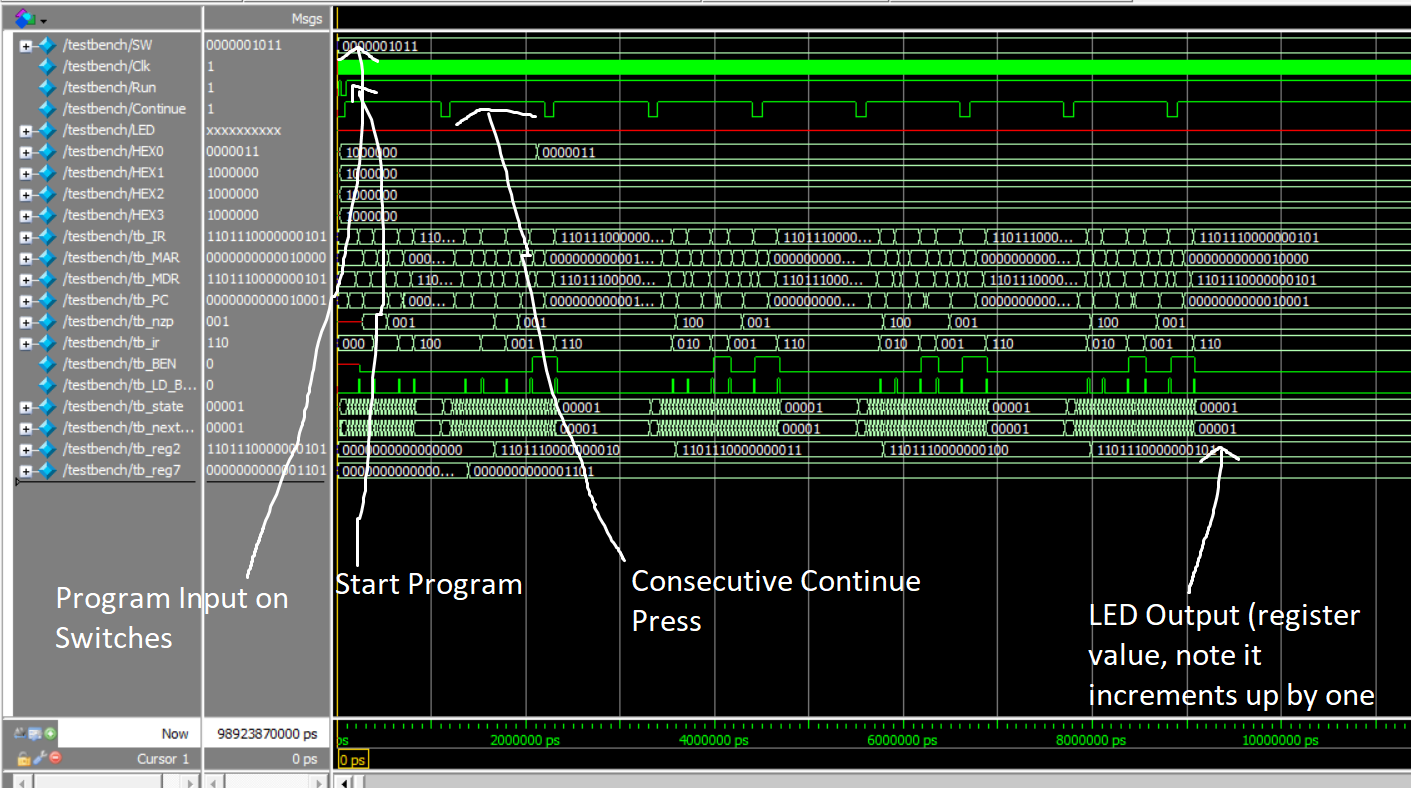 Msgs
/testbench/SW 0000001011 0000001011
/testbench/Clk 1
/testbench/Run 1
/testbench/Continue 1
/testbench/LED xxxxxxxxxx
/testbench/HEX0 0000011 1000000 0000011
/testbench/HEX1 1000000 1000000
/testbench/HEX2 1000000 1000000
/testbench/HEX3 1000000 1000000
/testbench/tb_IR 1101110000000101 110... 110111000000... 1101110000... 110111000... 1101110000000101
/testbench/tb_MAR 0000000000010000 000... 000000000001... 000000000... 0000000000... 0000000000010000
/testbench/tb_MDR 1101110000000101 110... 11011100000... 110111000... 1101110000... 1101110000000101
/testbench/tb_PC 0000000000010001 000... 000000000001... 000000000... 0000000000... 0000000000010001
/testbench/tb_nzp 001 001 001 100 001 100 001 100 001
/testbench/tb_ir 110 000 100 001 110 010 001 110 010 001 110 010 001 110
/testbench/tb_BEN 0
/testbench/tb_LD_B... 0
/testbench/tb_state 00001 00001 00001 00001 00001
/testbench/tb_next... 00001 00001 00001 00001 00001
/testbench/tb_reg2 1101110000000101 0000000000000000 1101110000000010 1101110000000011 1101110000000100 1101110000000101
/testbench/tb_reg7 0000000000001101 0000000000000... 0000000000001101
Program Input on
Switches
Start Program
Consecutive Continue
Press
LED Output (register
value, note it
increments up by one
Now 98923870000 ps ps 2000000 ps 4000000 ps 6000000 ps 8000000 ps 10000000 ps
Cursor 1 0 ps 0 ps